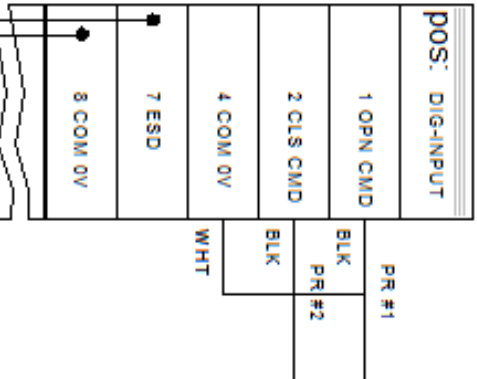 pos: DIG-INPUT
1 OPN CMD
2 CLS CMD
4 COM 0V
7 ESD
8 COM 0V
PR #1
BLK
PR #2
BLK
WHT